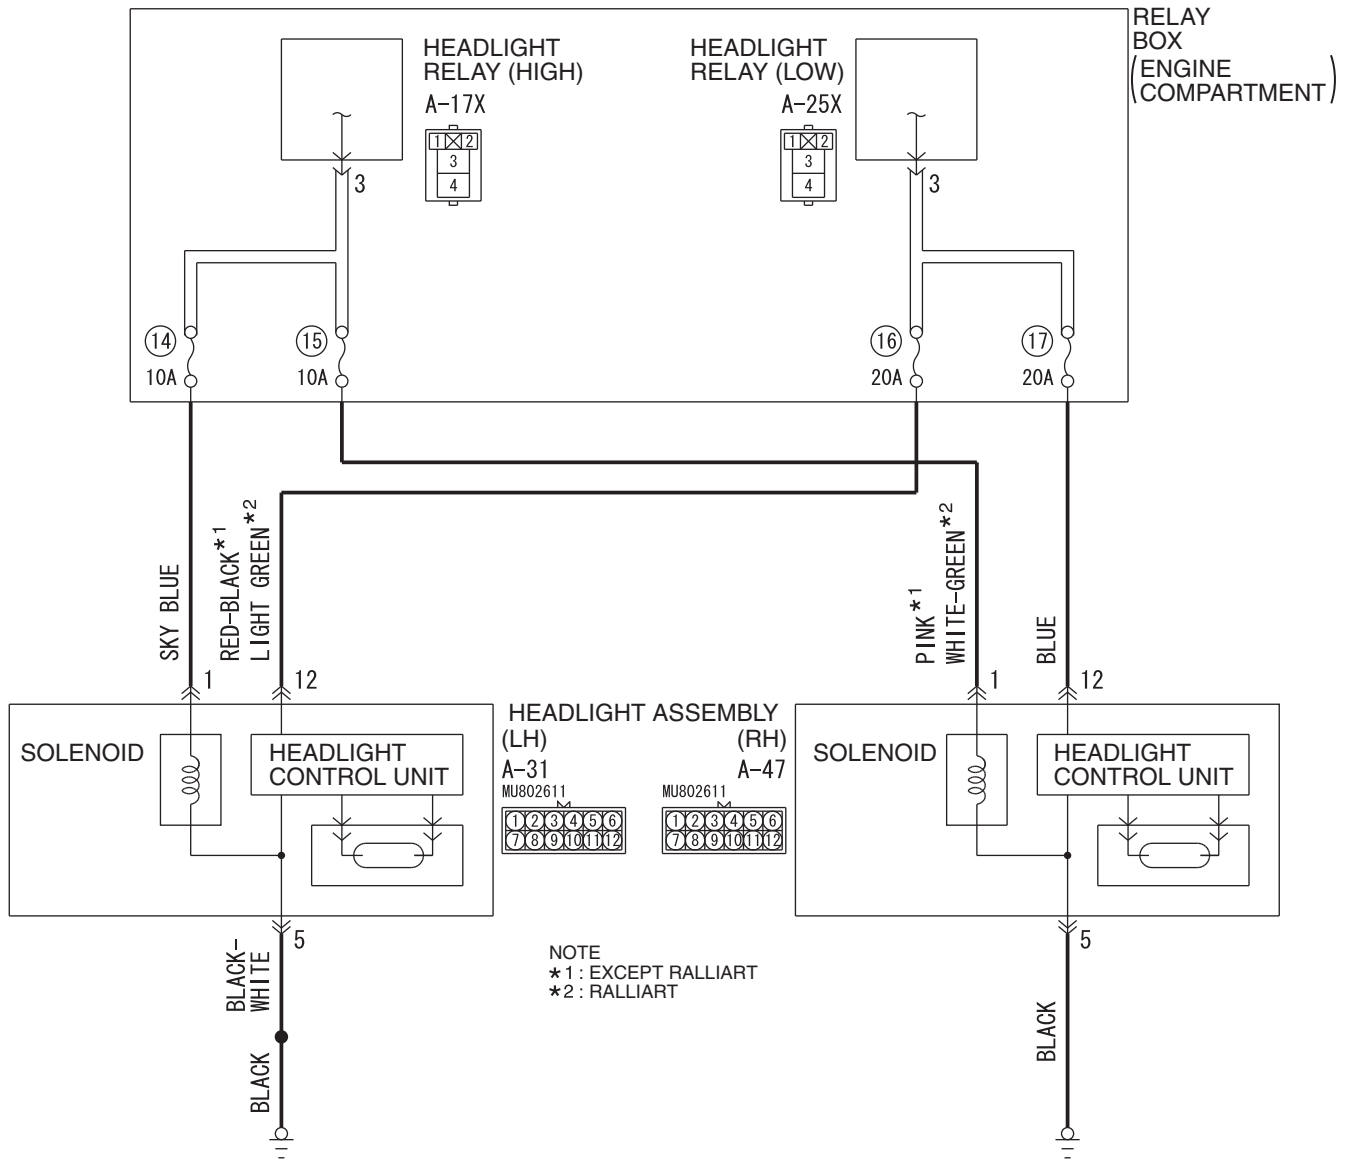 RELAY
BOX
(ENGINE
COMPARTMENT)
HEADLIGHT
RELAY (HIGH)
A-17X
1 2
3
4
3
HEADLIGHT
RELAY (LOW)
A-25X
1 2
3
4
3
14
10A
15
10A
16
20A
17
20A
SKY BLUE
RED-BLACK*1
LIGHT GREEN*2
PINK*1
WHITE-GREEN*2
BLUE
1
12
1
12
SOLENOID
HEADLIGHT
CONTROL UNIT
HEADLIGHT ASSEMBLY
(LH)
(RH)
A-31
A-47
MU802611
MU802611
1 2 3 4 5 6
7 8 9 10 11 12
1 2 3 4 5 6
7 8 9 10 11 12
SOLENOID
HEADLIGHT
CONTROL UNIT
5
5
BLACK-
WHITE
BLACK
NOTE
*1 : EXCEPT RALLIART
*2 : RALLIART
BLACK